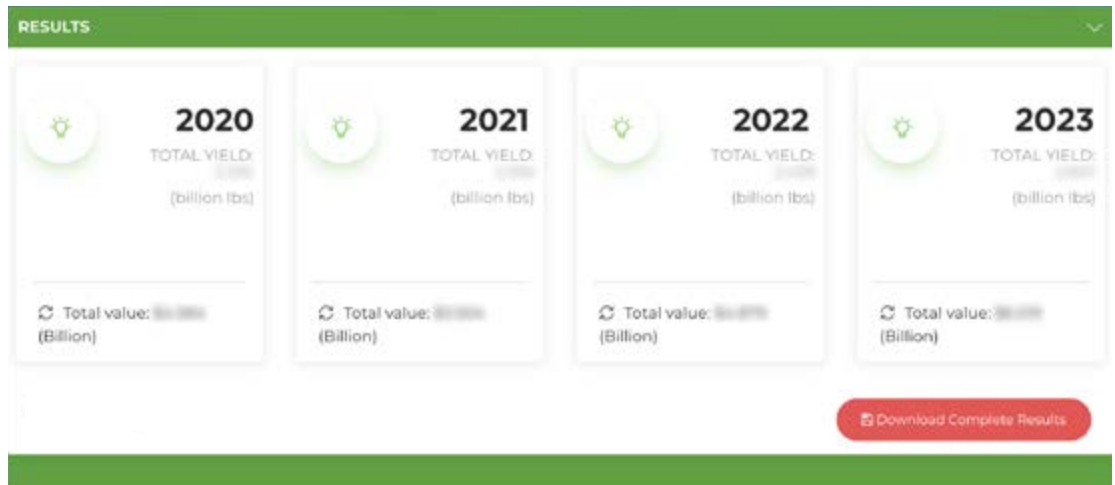 RESULTS
2020
TOTAL YIELD:
(billion lbs)
Total value:
(Billion)
2021
TOTAL YIELD:
(billion lbs)
Total value:
(Billion)
2022
TOTAL YIELD:
(billion lbs)
Total value:
(Billion)
2023
TOTAL YIELD:
(billion lbs)
Total value:
(Billion)
Download Complete Results